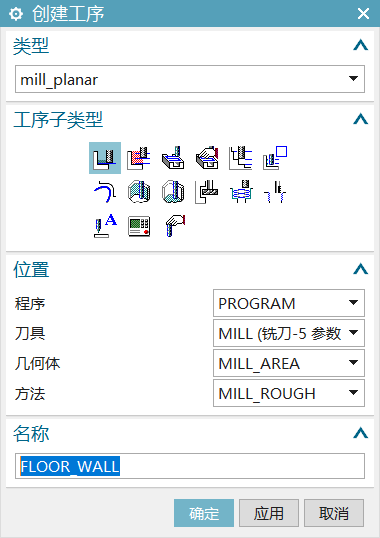 创建工序
类型
mill_planar
工序子类型
A
位置
程序 PROGRAM
刀具 MILL (铣刀-5 参数
几何体 MILL_AREA
方法 MILL_ROUGH
名称
FLOOR_WALL
确定 应用 取消